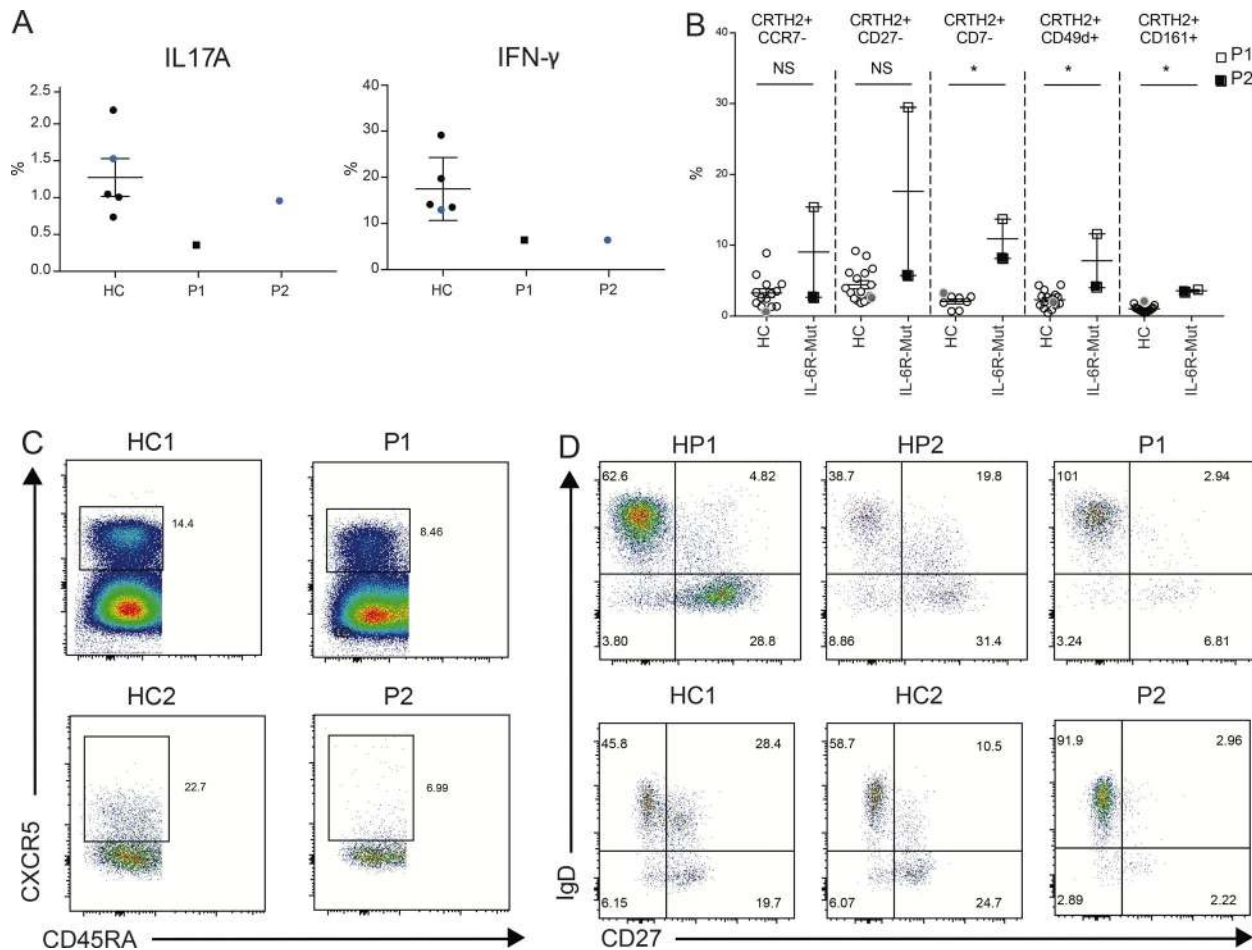 A
IL17A
IFN-γ
%
2.5
2.0
1.5
1.0
0.5
0.0
HC
P1
P2
%
40
30
20
10
0
HC
P1
P2
B
CRTH2+
CCR7-
CRTH2+
CD27-
CRTH2+
CD7-
CRTH2+
CD49d+
CRTH2+
CD161+
NS
NS
*
*
*
P1
P2
%
40
30
20
10
0
HC
IL-6R-Mut
HC
IL-6R-Mut
HC
IL-6R-Mut
HC
IL-6R-Mut
HC
IL-6R-Mut
C
HC1
P1
14.4
8.46
HC2
P2
22.7
6.99
CXCR5
CD45RA
D
HP1
HP2
P1
62.6
4.82
38.7
19.8
101
2.94
3.80
28.8
8.86
31.4
3.24
6.81
HC1
HC2
P2
45.8
28.4
58.7
10.5
91.9
2.96
6.15
19.7
6.07
24.7
2.89
2.22
IgD
CD27